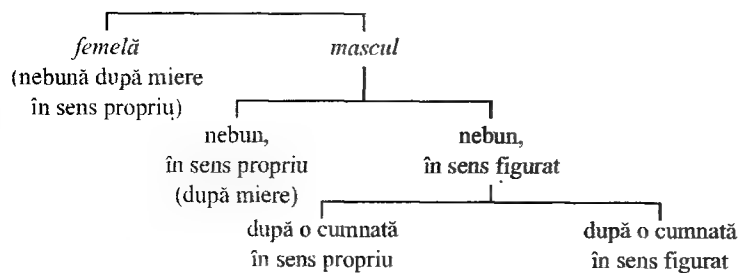 femelă
mascul
(nebună după miere
în sens propriu)
nebun,
în sens propriu
(după miere)
nebun,
în sens figurat
după o cumnată
în sens propriu
după o cumnată
în sens figurat